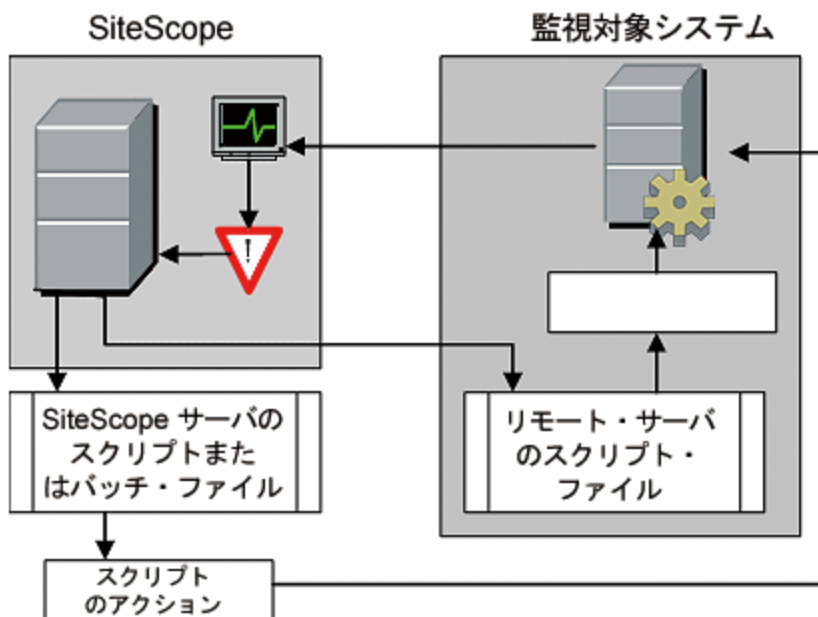 SiteScope
監視対象システム
SiteScope サーバの
スクリプトまた
はバッチ・ファイル
リモート・サーバ
のスクリプト・
ファイル
スクリプト
のアクション